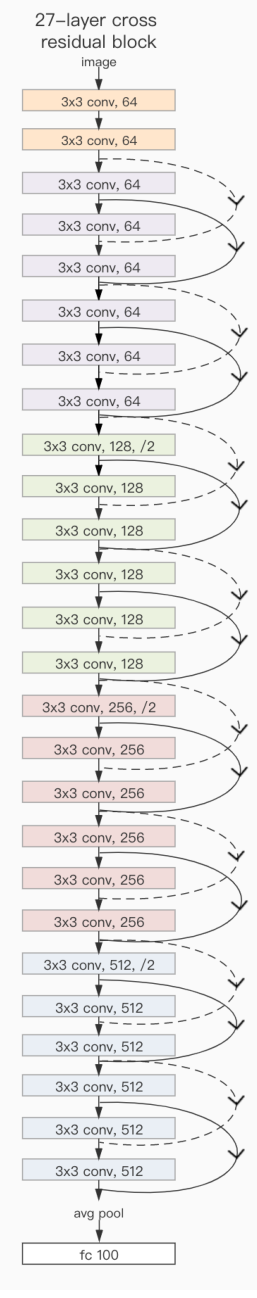 27-layer cross
residual block
image
3x3 conv, 64
3x3 conv, 64
3x3 conv, 64
3x3 conv, 64
3x3 conv, 64
3x3 conv, 64
3x3 conv, 64
3x3 conv, 64
3x3 conv, 128, /2
3x3 conv, 128
3x3 conv, 128
3x3 conv, 128
3x3 conv, 128
3x3 conv, 128
3x3 conv, 256, /2
3x3 conv, 256
3x3 conv, 256
3x3 conv, 256
3x3 conv, 256
3x3 conv, 256
3x3 conv, 512, /2
3x3 conv, 512
3x3 conv, 512
3x3 conv, 512
3x3 conv, 512
3x3 conv, 512
avg pool
fc 100